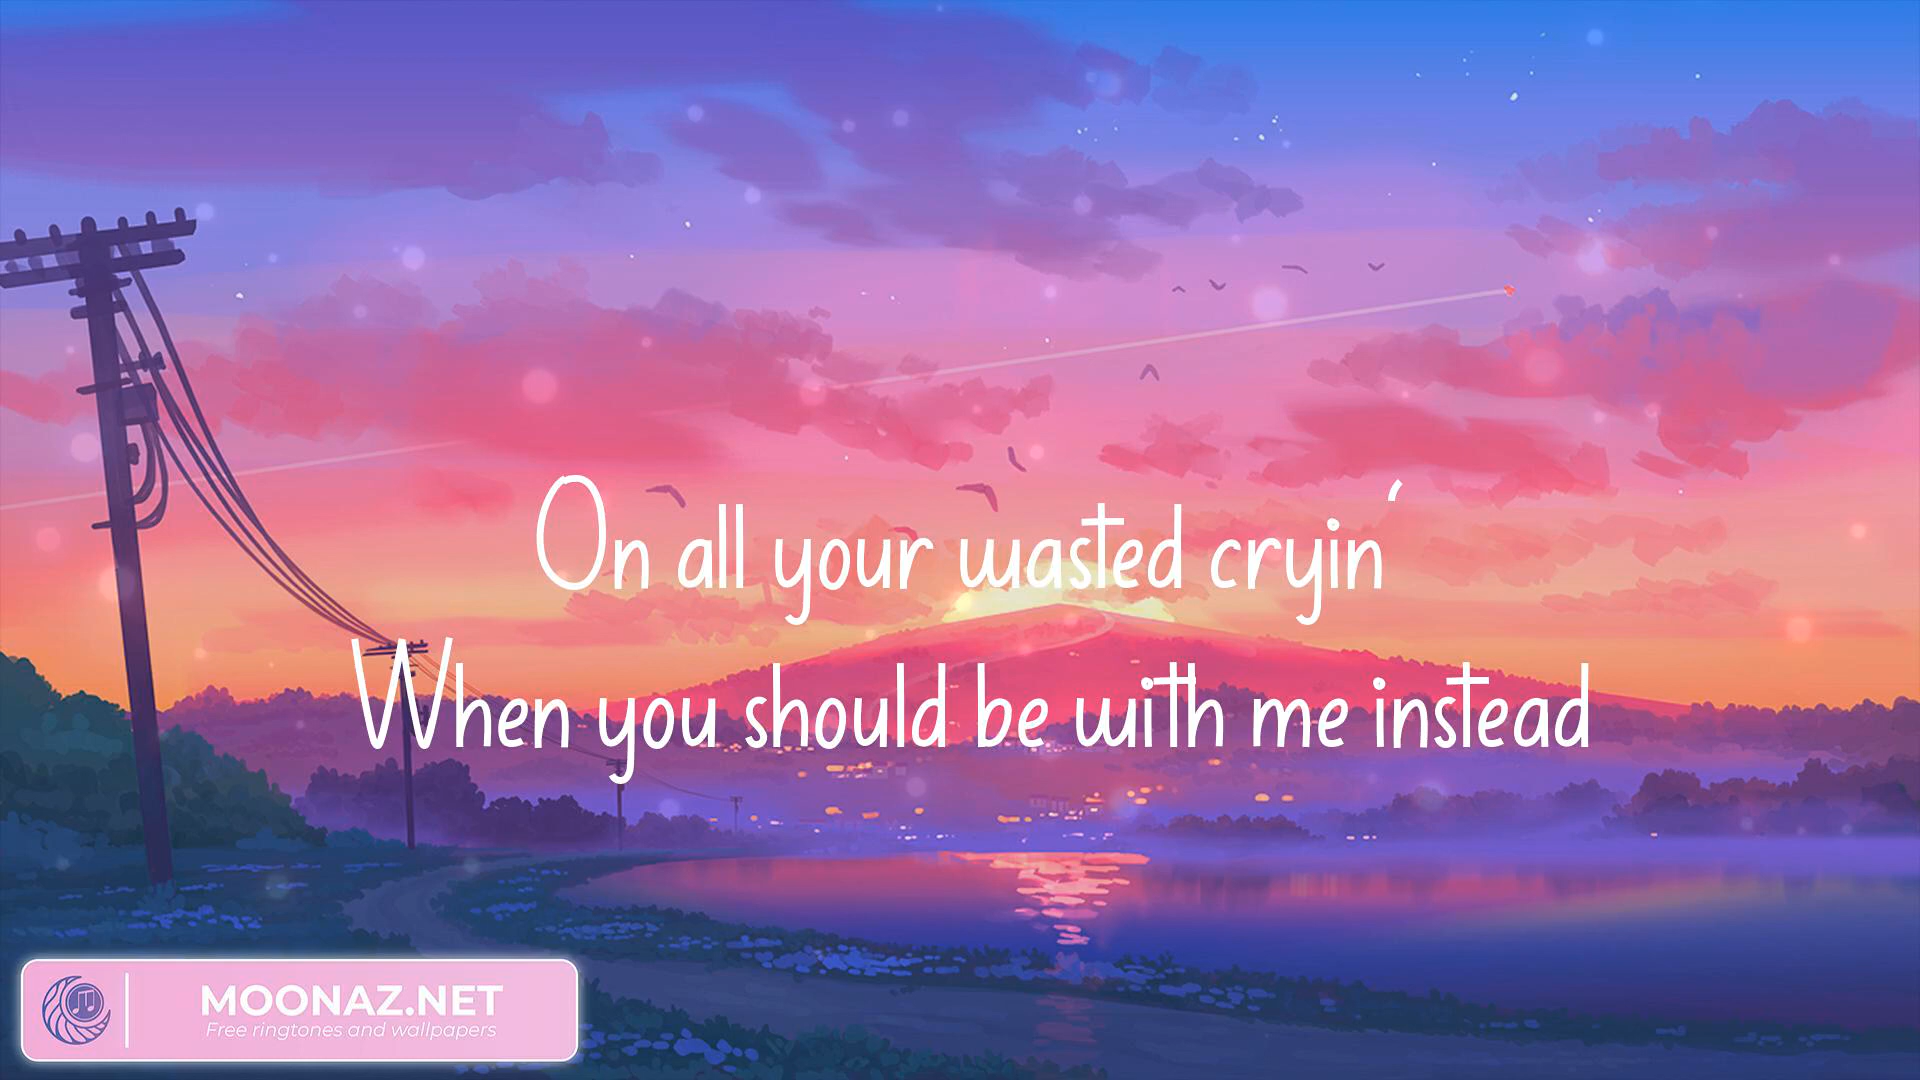 On all your wasted cryin‘
When you should be with me instead
MOONAZ.NET
Free ringtones and wallpapers